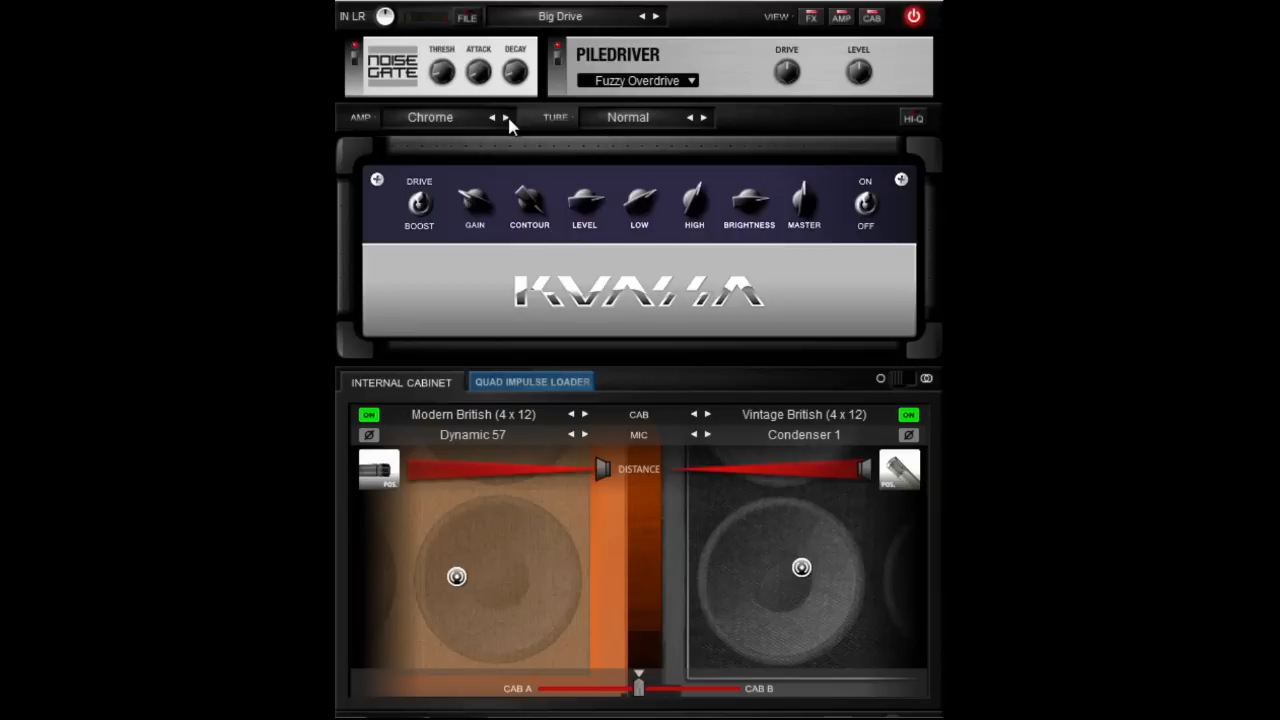 IN LR FILE Big Drive VIEW: FX AMP CAB
NOISE GATE THRESH ATTACK DECAY
PILEDRIVER DRIVE LEVEL
Fuzzy Overdrive
AMP: Chrome TUBE: Normal HI-Q
DRIVE ON
BOOST GAIN CONTOUR LEVEL LOW HIGH BRIGHTNESS MASTER OFF
KVASSA
INTERNAL CABINET QUAD IMPULSE LOADER
ON Modern British (4 x 12) CAB Vintage British (4 x 12) ON
Ø Dynamic 57 MIC Condenser 1 Ø
POS. DISTANCE POS.
CAB A CAB B